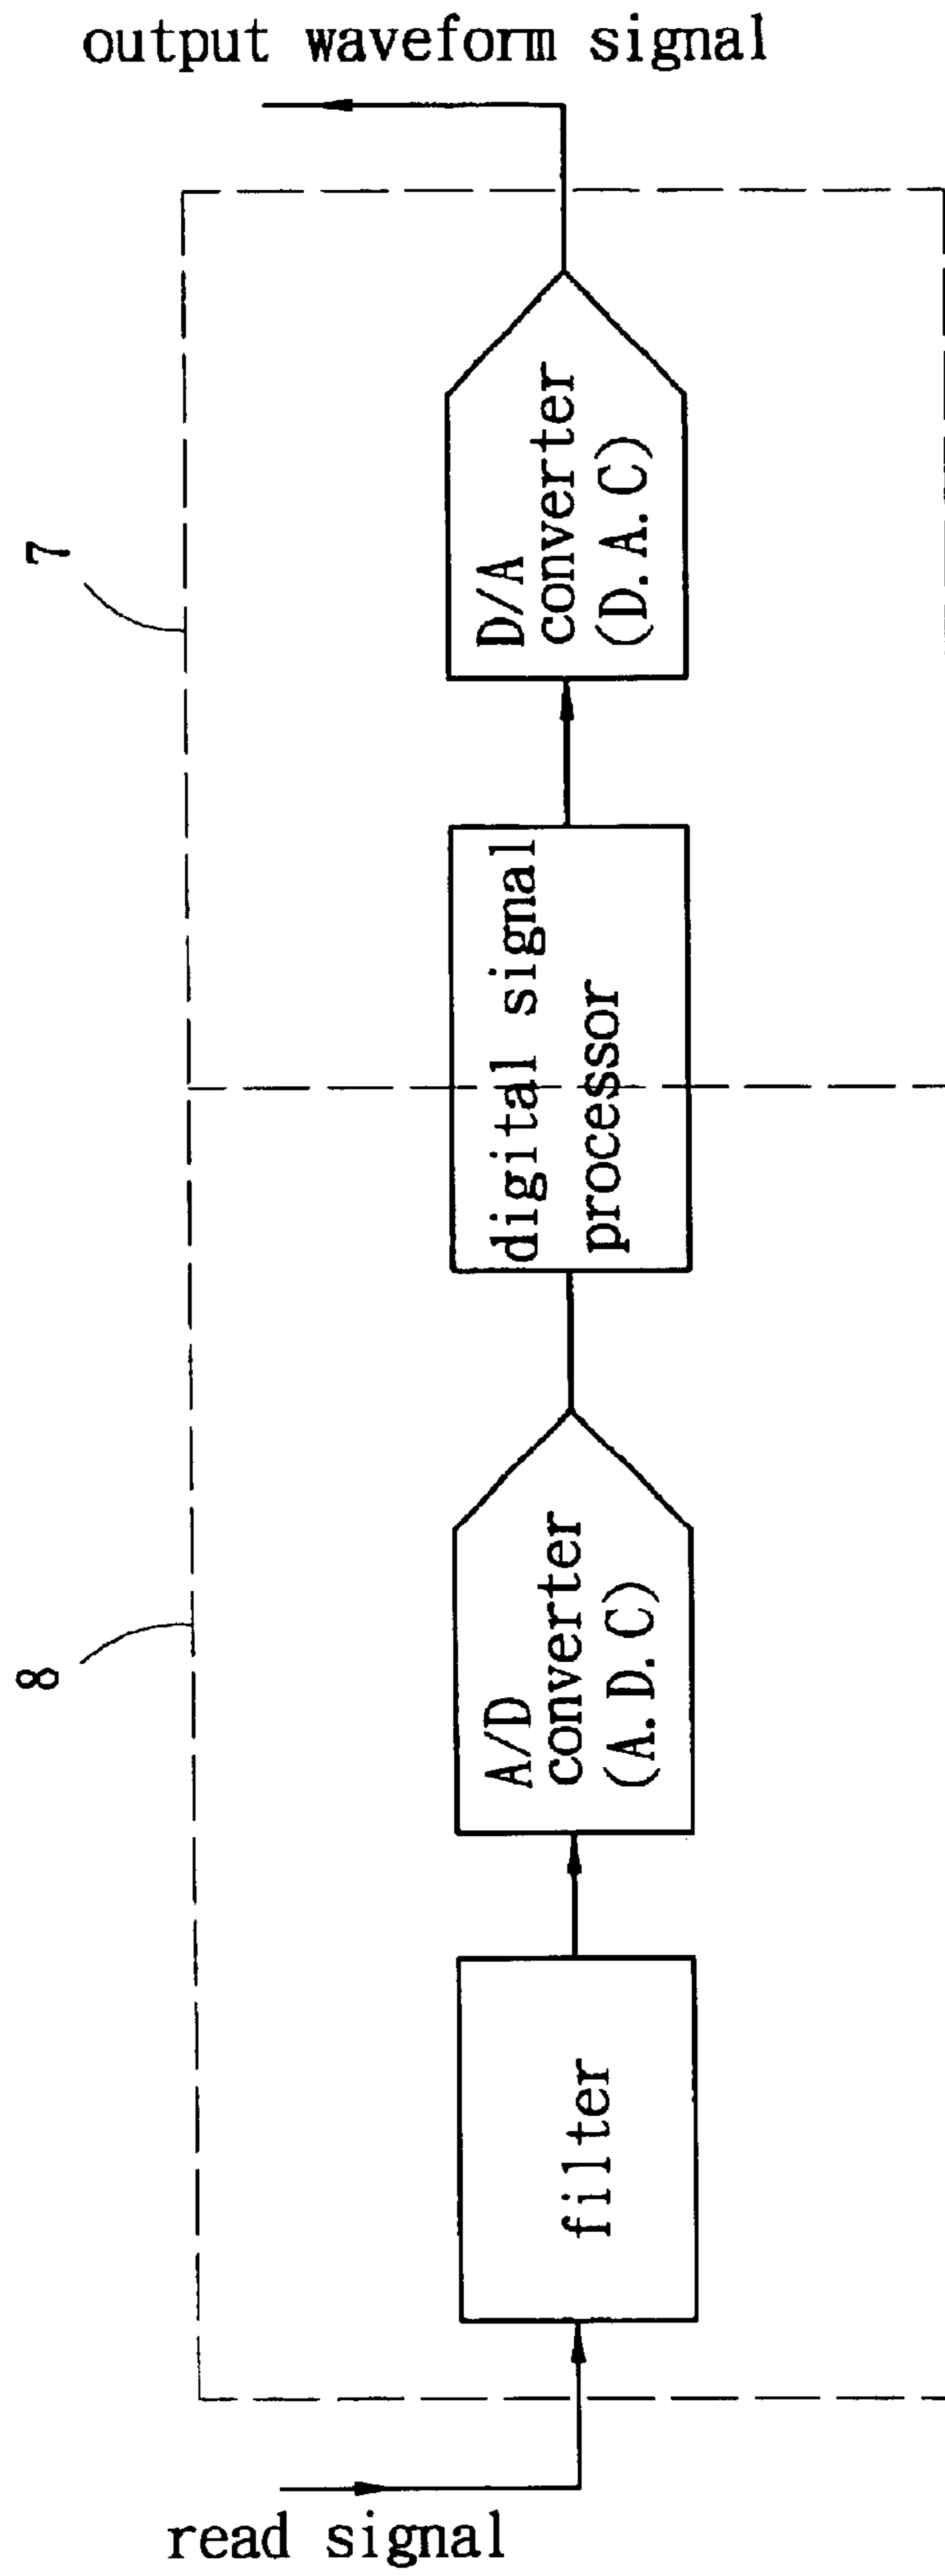 read signal
8
7
filter
A/D
converter
(A.D.C)
digital signal
processor
D/A
converter
(D.A.C)
output waveform signal